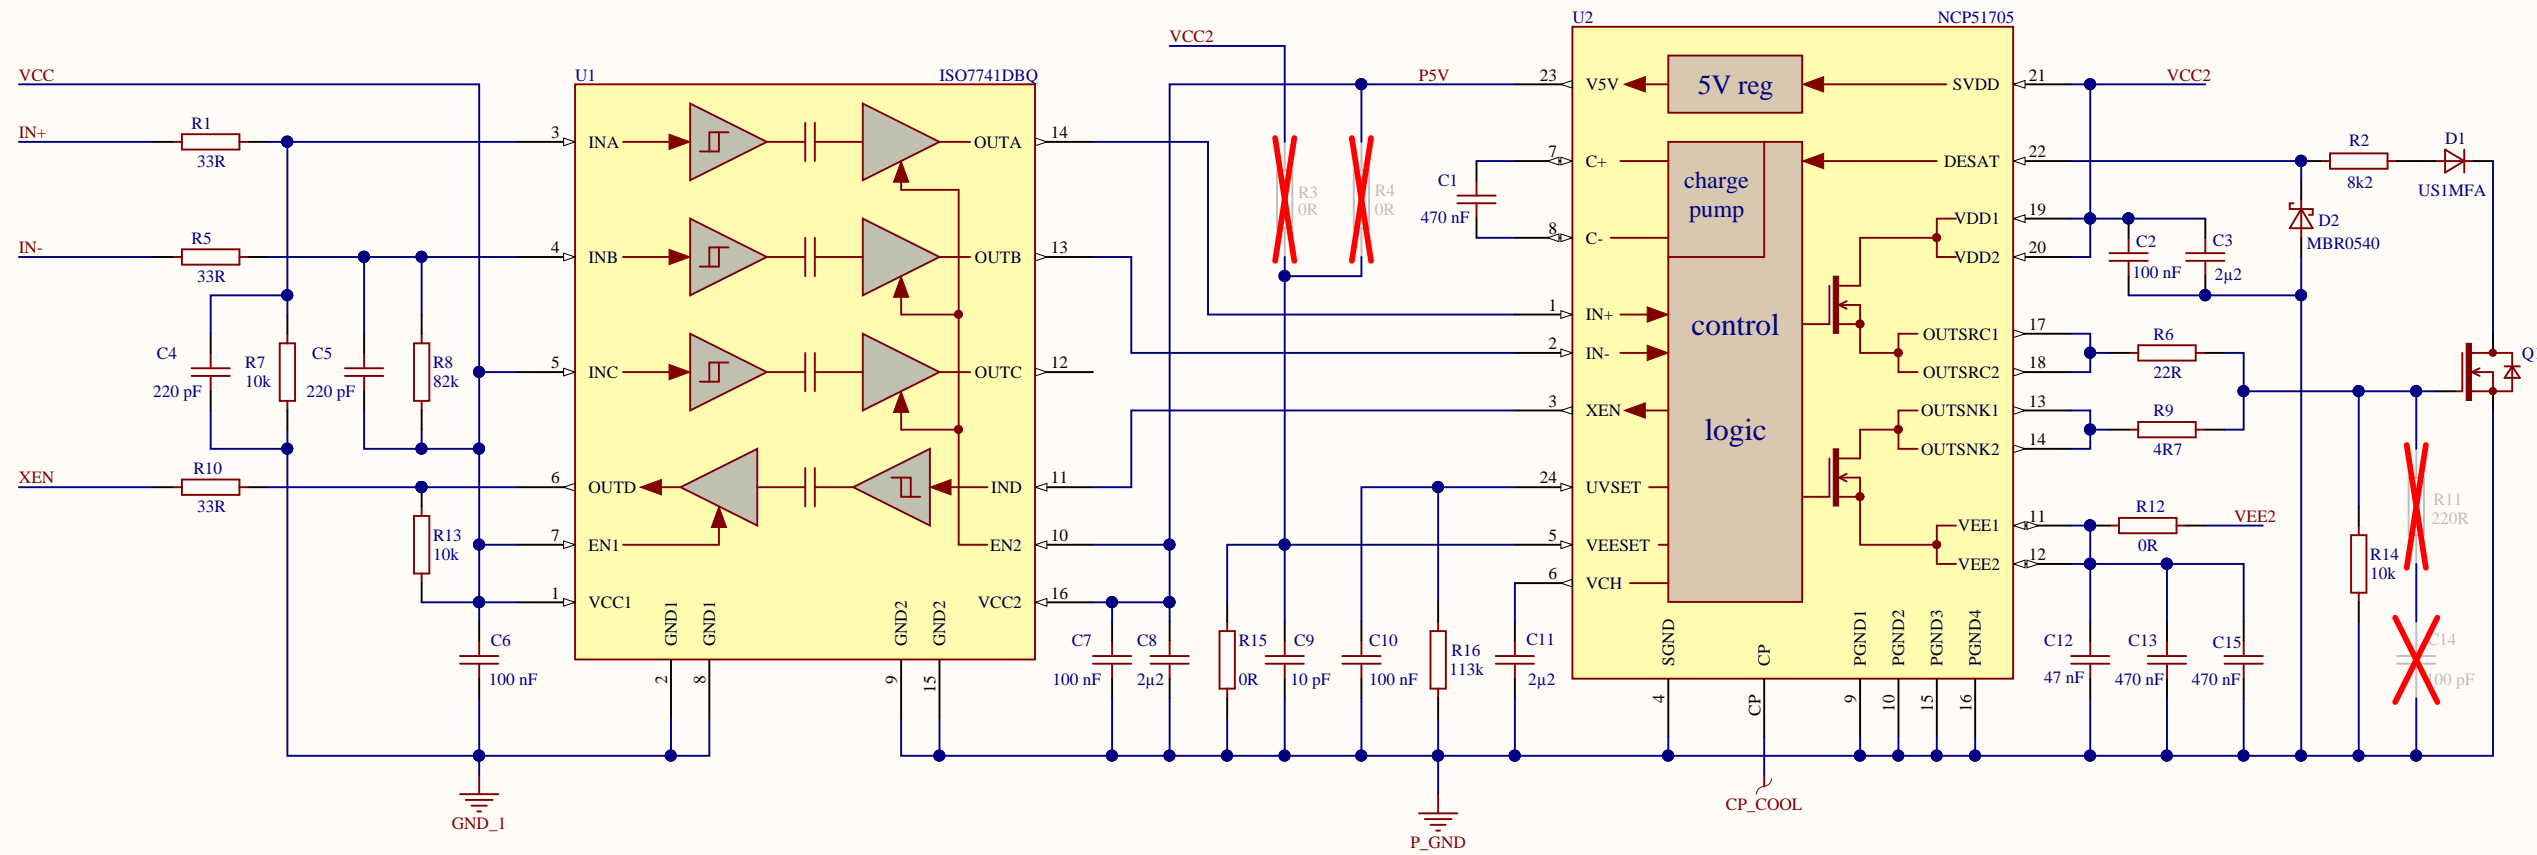 VCC
IN+
R1
33R
IN-
R5
33R
C4
220 pF
R7
10k
C5
220 pF
R8
82k
XEN
R10
33R
R13
10k
C6
100 nF
GND_1
U1
ISO7741DBQ
3
INA
OUTA
14
4
INB
OUTB
13
5
INC
OUTC
12
6
OUTD
IND
11
7
EN1
EN2
10
1
VCC1
VCC2
16
GND1
GND1
GND2
GND2
2
8
9
15
VCC2
R3
0R
R4
0R
P5V
C1
470 nF
C7
100 nF
C8
2µ2
R15
0R
C9
10 pF
C10
100 nF
R16
113k
C11
2µ2
P_GND
U2
NCP51705
23
V5V
5V reg
SVDD
21
7
C+
charge
pump
DESAT
22
8
C-
VDD1
19
VDD2
20
1
IN+
control
logic
OUTSRC1
17
2
IN-
OUTSRC2
18
3
XEN
OUTSNK1
13
OUTSNK2
14
24
UVSET
5
VEESET
VEE1
11
6
VCH
VEE2
12
SGND
CP
PGND1
PGND2
PGND3
PGND4
4
CP
9
10
15
16
CP_COOL
VCC2
R2
8k2
D1
US1MFA
D2
MBR0540
C2
100 nF
C3
2µ2
R6
22R
R9
4R7
R12
0R
VEE2
R11
220R
R14
10k
C12
47 nF
C13
470 nF
C15
470 nF
C14
100 pF